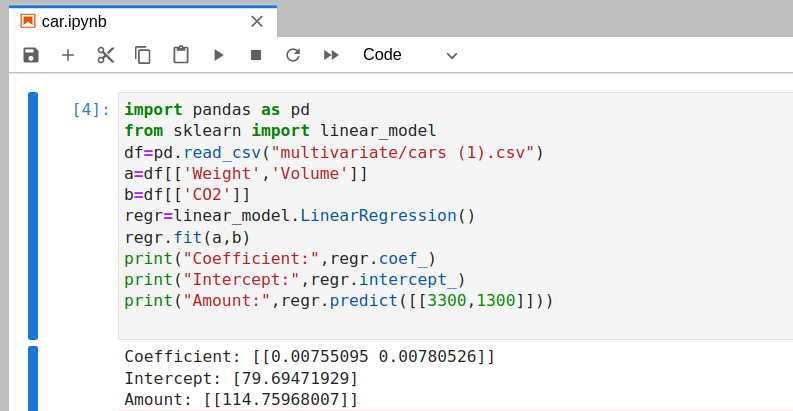 car.ipynb
Code
[4]:
import pandas as pd
from sklearn import linear_model
df=pd.read_csv("multivariate/cars (1).csv")
a=df[['Weight','Volume']]
b=df[['CO2']]
regr=linear_model.LinearRegression()
regr.fit(a,b)
print("Coefficient:",regr.coef_)
print("Intercept:",regr.intercept_)
print("Amount:",regr.predict([[3300,1300]]))
Coefficient: [[0.00755095 0.00780526]]
Intercept: [79.69471929]
Amount: [[114.75968007]]